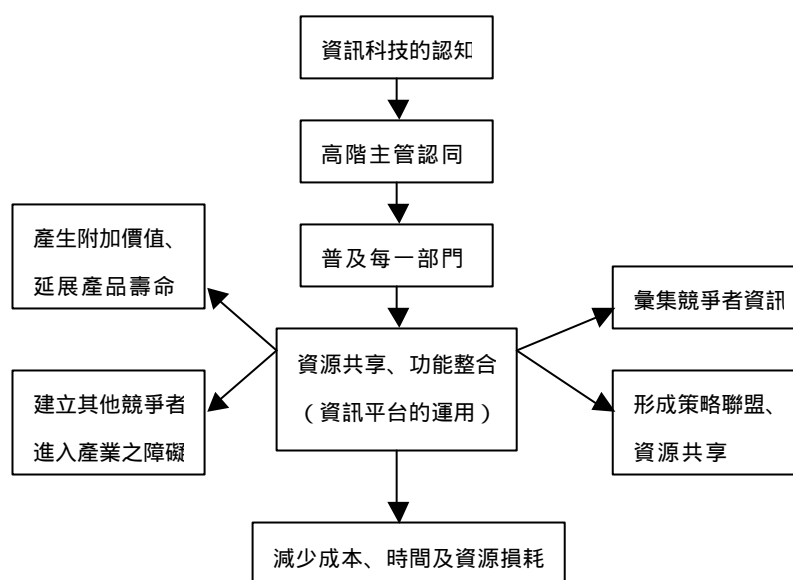 資訊科技的認知
高階主管認同
普及每一部門
產生附加價值、
延展產品壽命
彙集競爭者資訊
資源共享、功能整合
（資訊平台的運用）
建立其他競爭者
進入產業之障礙
形成策略聯盟、
資源共享
減少成本、時間及資源損耗